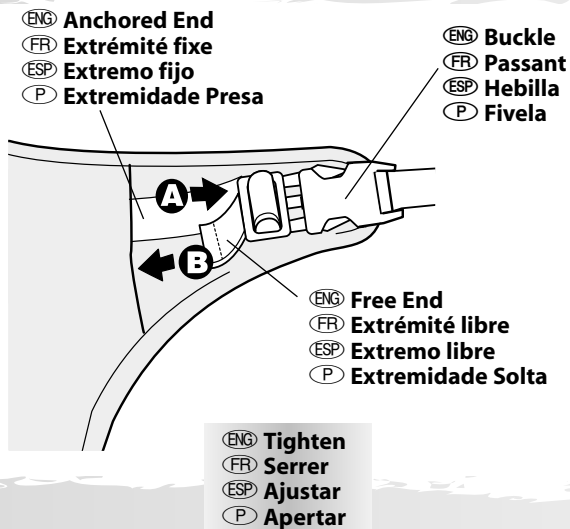 ENG Anchored End
FR Extrémité fixe
ESP Extremo fijo
P Extremidade Presa
ENG Buckle
FR Passant
ESP Hebilla
P Fivela
A
B
ENG Free End
FR Extrémité libre
ESP Extremo libre
P Extremidade Solta
ENG Tighten
FR Serrer
ESP Ajustar
P Apertar